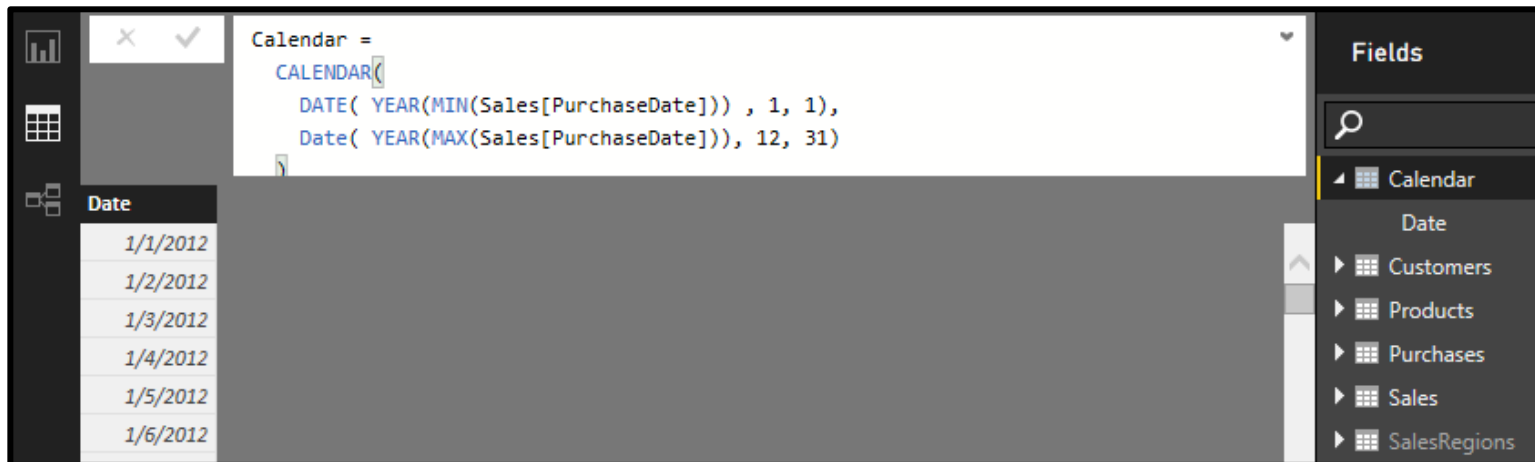 Calendar =
CALENDAR(
DATE( YEAR(MIN(Sales[PurchaseDate])) , 1, 1),
Date( YEAR(MAX(Sales[PurchaseDate])), 12, 31)
)
Date
1/1/2012
1/2/2012
1/3/2012
1/4/2012
1/5/2012
1/6/2012
Fields
Calendar
Date
Customers
Products
Purchases
Sales
SalesRegions